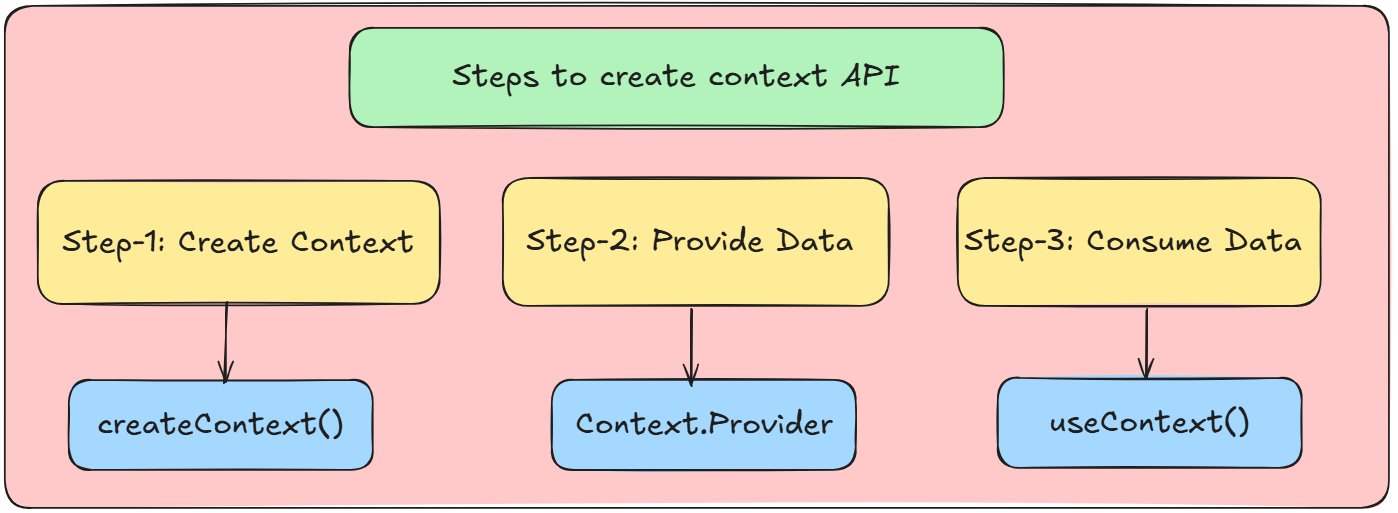 Steps to create context API
Step-1: Create Context
Step-2: Provide Data
Step-3: Consume Data
createContext()
Context.Provider
useContext()